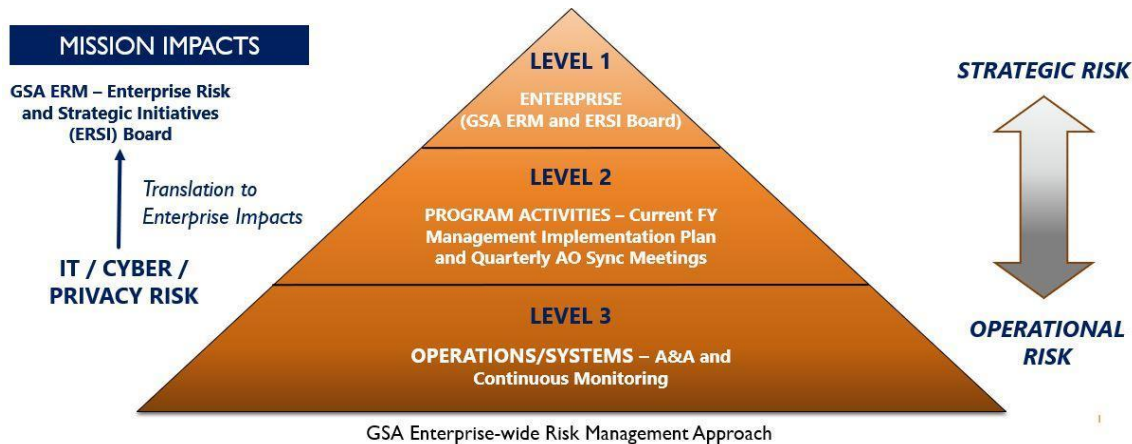 MISSION IMPACTS
GSA ERM – Enterprise Risk
and Strategic Initiatives
(ERSI) Board
Translation to
Enterprise Impacts
IT / CYBER /
PRIVACY RISK
LEVEL 1
ENTERPRISE
(GSA ERM and ERSI Board)
LEVEL 2
PROGRAM ACTIVITIES – Current FY
Management Implementation Plan
and Quarterly AO Sync Meetings
LEVEL 3
OPERATIONS/SYSTEMS – A&A and
Continuous Monitoring
STRATEGIC RISK
OPERATIONAL
RISK
GSA Enterprise-wide Risk Management Approach